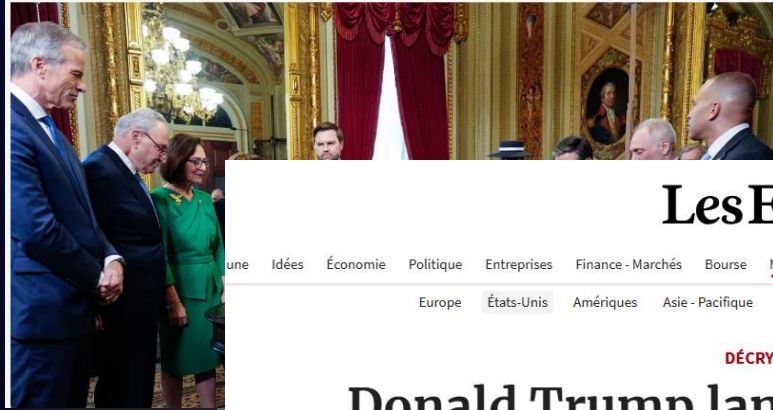 Les E
une Idées Économie Politique Entreprises Finance - Marchés Bourse
Europe États-Unis Amériques Asie - Pacifique
DÉCRY
Donald Trump lan